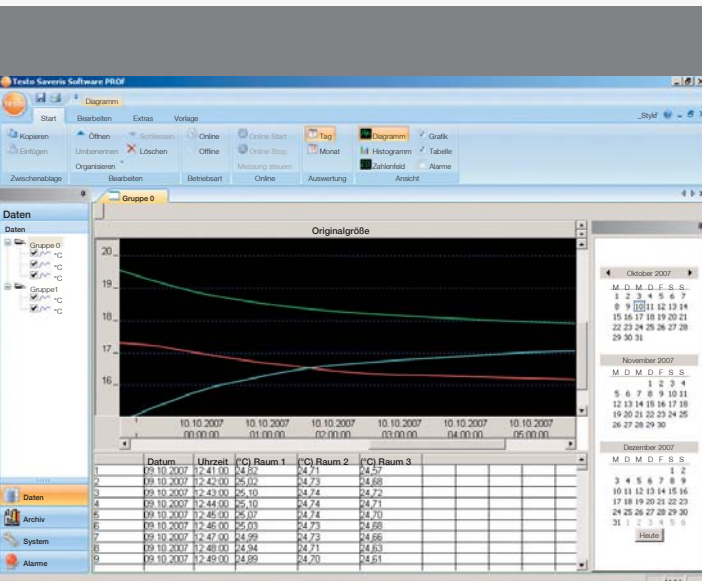 Testo Saveris Software PROF
testo
Diagramm
Start Bearbeiten Extras Vorlage
Kopieren Öffnen Schliessen Online Online Start Tag Diagramm Grafik
Einfügen Umbenennen Löschen Offline Online Stop Monat Histogramm Tabelle
Organisieren Messung steuern Zahlenfeld Alarme
Zwischenablage Bearbeiten Betriebsart Online Auswertung Ansicht
Gruppe 0
Daten
Daten
Gruppe 0
°C
°C
°C
Gruppe1
°C
°C
Daten
Archiv
System
Alarme
Originalgröße
20
19
18
17
16
10.10.2007 10.10.2007 10.10.2007 10.10.2007 10.10.2007 10.10.2007
00:00:00 01:00:00 02:00:00 03:00:00 04:00:00 05:00:00
Datum Uhrzeit (°C) Raum 1 (°C) Raum 2 (°C) Raum 3
1 09.10.2007 12:41:00 24,82 24,71 24,57
2 09.10.2007 12:42:00 25,02 24,73 24,68
3 09.10.2007 12:43:00 25,10 24,74 24,72
4 09.10.2007 12:44:00 25,10 24,74 24,71
5 09.10.2007 12:45:00 25,07 24,74 24,70
6 09.10.2007 12:46:00 25,03 24,73 24,68
7 09.10.2007 12:47:00 24,99 24,73 24,66
8 09.10.2007 12:48:00 24,94 24,71 24,63
9 09.10.2007 12:49:00 24,89 24,70 24,61
Oktober 2007
M D M D F S S
1 2 3 4 5 6 7
8 9 10 11 12 13 14
15 16 17 18 19 20 21
22 23 24 25 26 27 28
29 30 31
November 2007
M D M D F S S
1 2 3 4
5 6 7 8 9 10 11
12 13 14 15 16 17 18
19 20 21 22 23 24 25
26 27 28 29 30
Dezember 2007
M D M D F S S
1 2
3 4 5 6 7 8 9
10 11 12 13 14 15 16
17 18 19 20 21 22 23
24 25 26 27 28 29 30
31 1 2 3 4 5 6
Heute